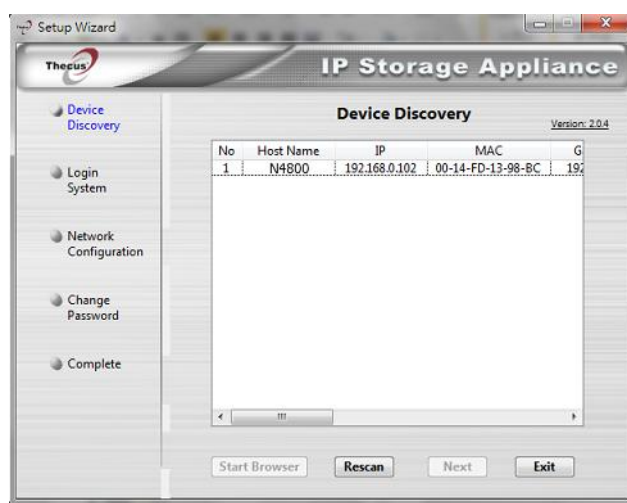 Setup Wizard
Thecus
IP Storage Appliance
Device Discovery
Version: 2.0.4
Device
Discovery
Login
System
Network
Configuration
Change
Password
Complete
No Host Name IP MAC G
1 N4800 192.168.0.102 00-14-FD-13-98-BC 192
Start Browser Rescan Next Exit